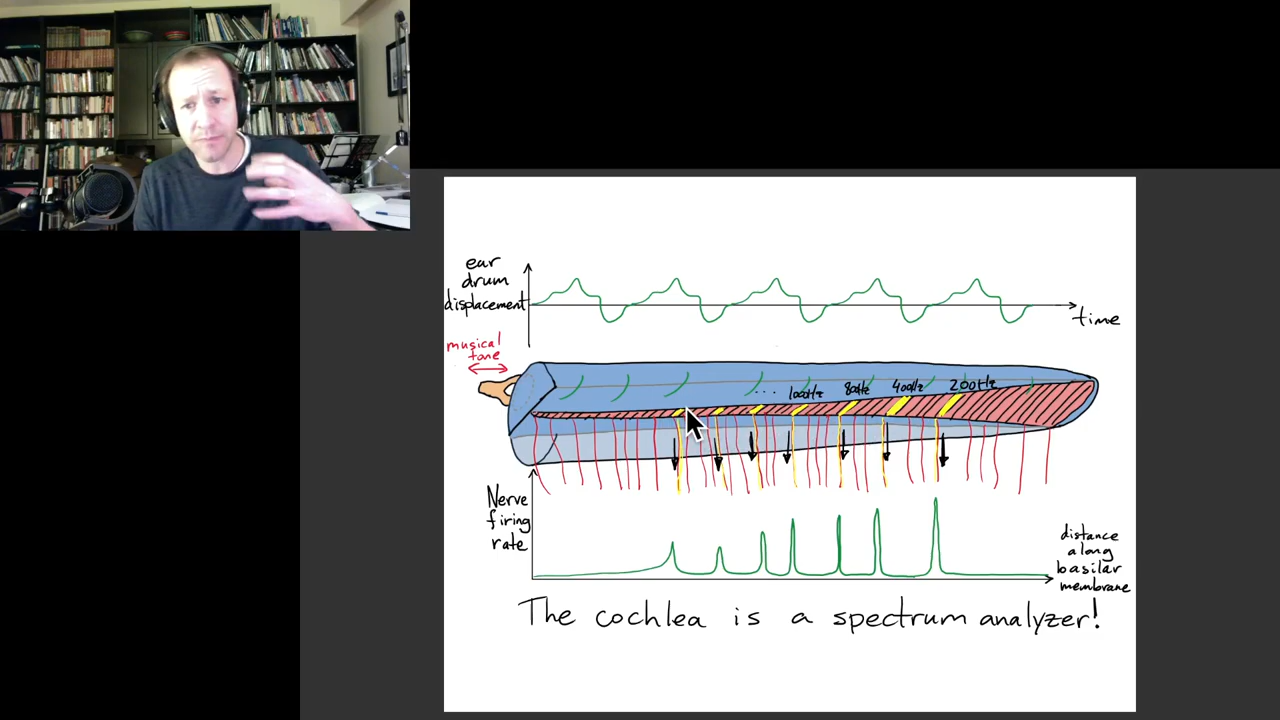 ear
drum
displacement
time
musical
tone
... 1000Hz 800Hz 400Hz 200Hz
Nerve
firing
rate
distance
along
basilar
membrane
The cochlea is a spectrum analyzer!